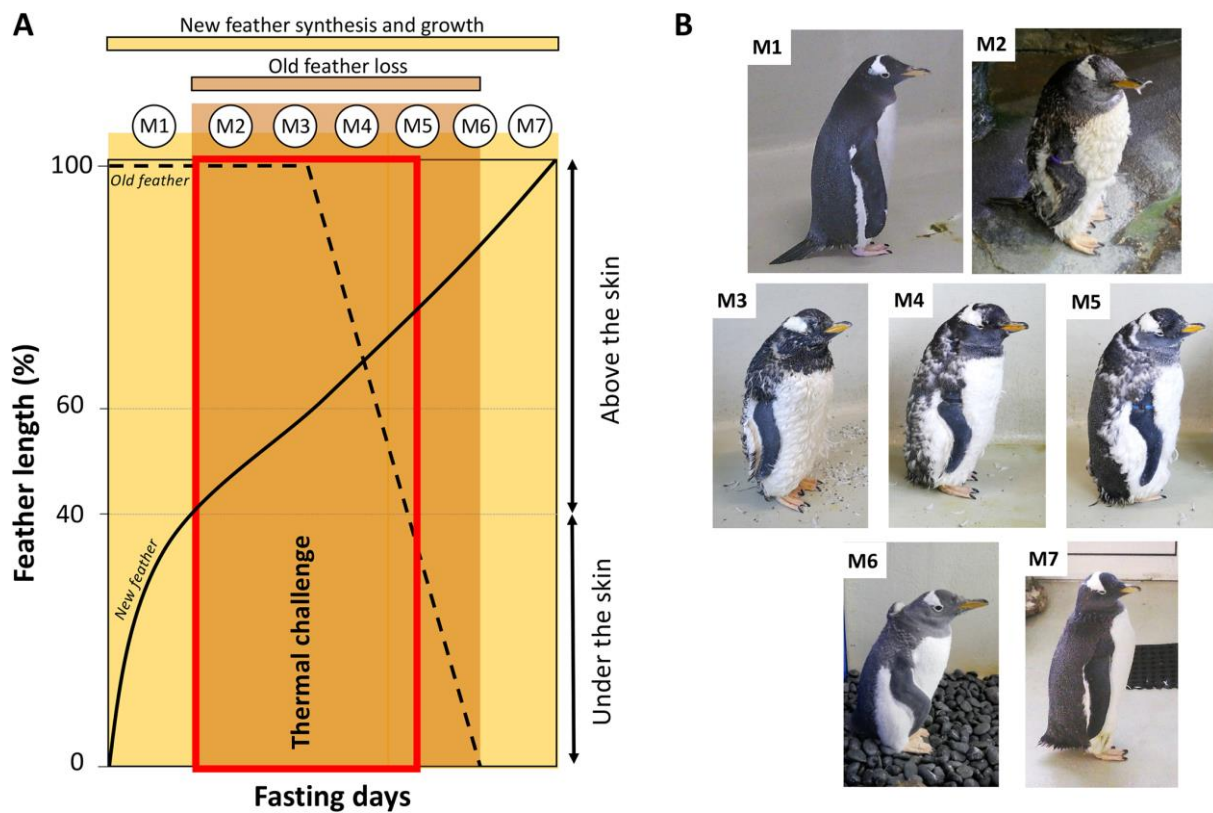 A
New feather synthesis and growth
Old feather loss
M1 M2 M3 M4 M5 M6 M7
100
Old feather
60
40
0
Feather length (%)
New feather
Thermal challenge
Above the skin
Under the skin
Fasting days
B
M1
M2
M3
M4
M5
M6
M7